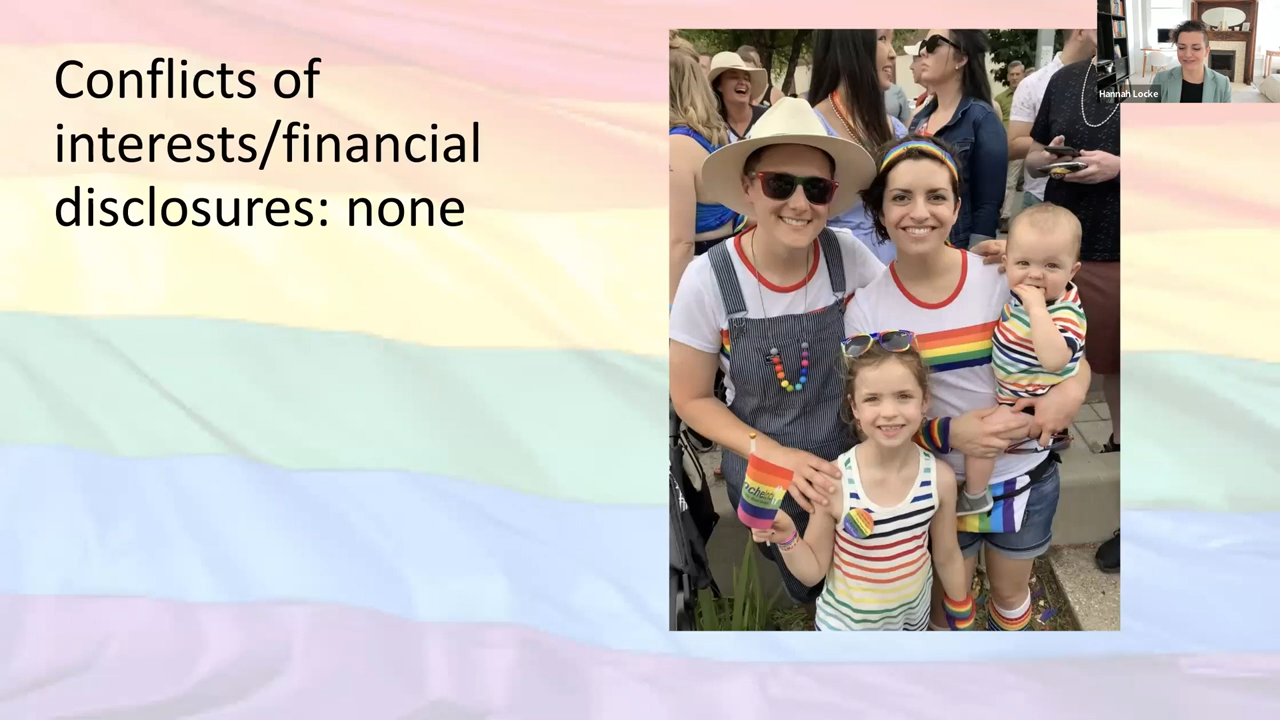 Conflicts of
interests/financial
disclosures: none
Hannah Locke